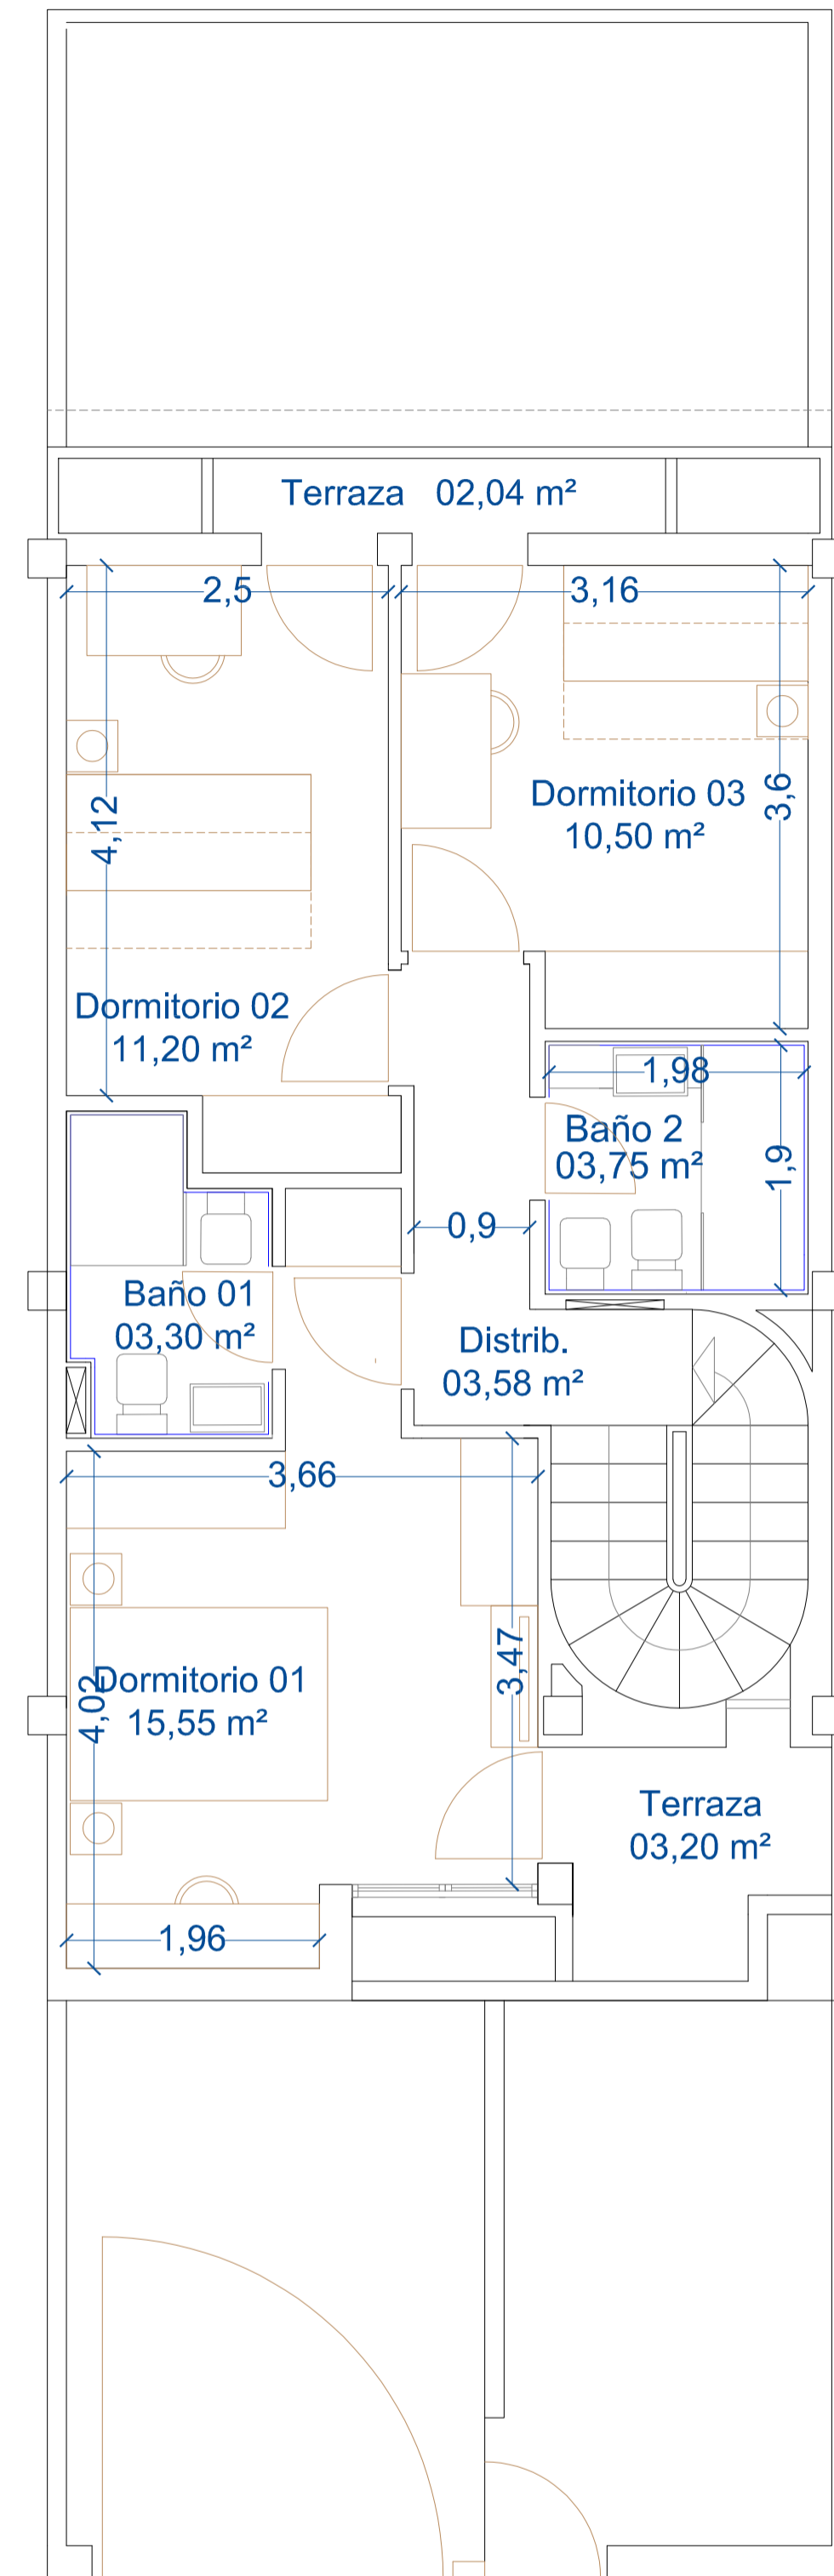 Terraza 02,04 m²
2,5
3,16
4,12
Dormitorio 03
10,50 m²
3,6
Dormitorio 02
11,20 m²
1,98
Baño 2
03,75 m²
1,9
0,9
Baño 01
03,30 m²
Distrib.
03,58 m²
3,66
3,47
4,02
Dormitorio 01
15,55 m²
Terraza
03,20 m²
1,96